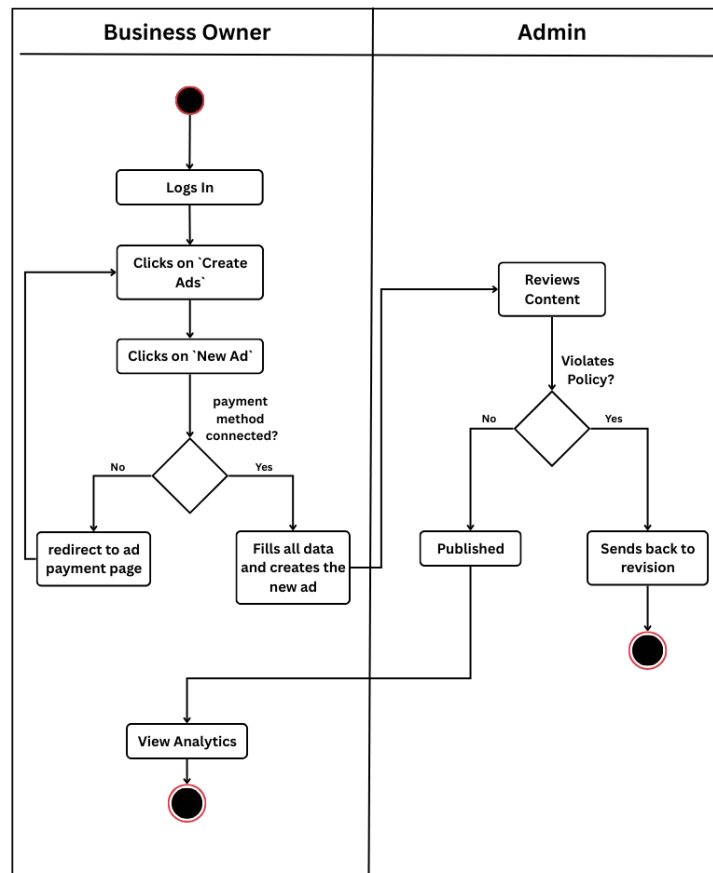 Business Owner
Admin
Logs In
Clicks on `Create
Ads`
Reviews
Content
Clicks on `New Ad`
Violates
Policy?
payment
method
connected?
No
Yes
No
Yes
redirect to ad
payment page
Fills all data
and creates the
new ad
Published
Sends back to
revision
View Analytics